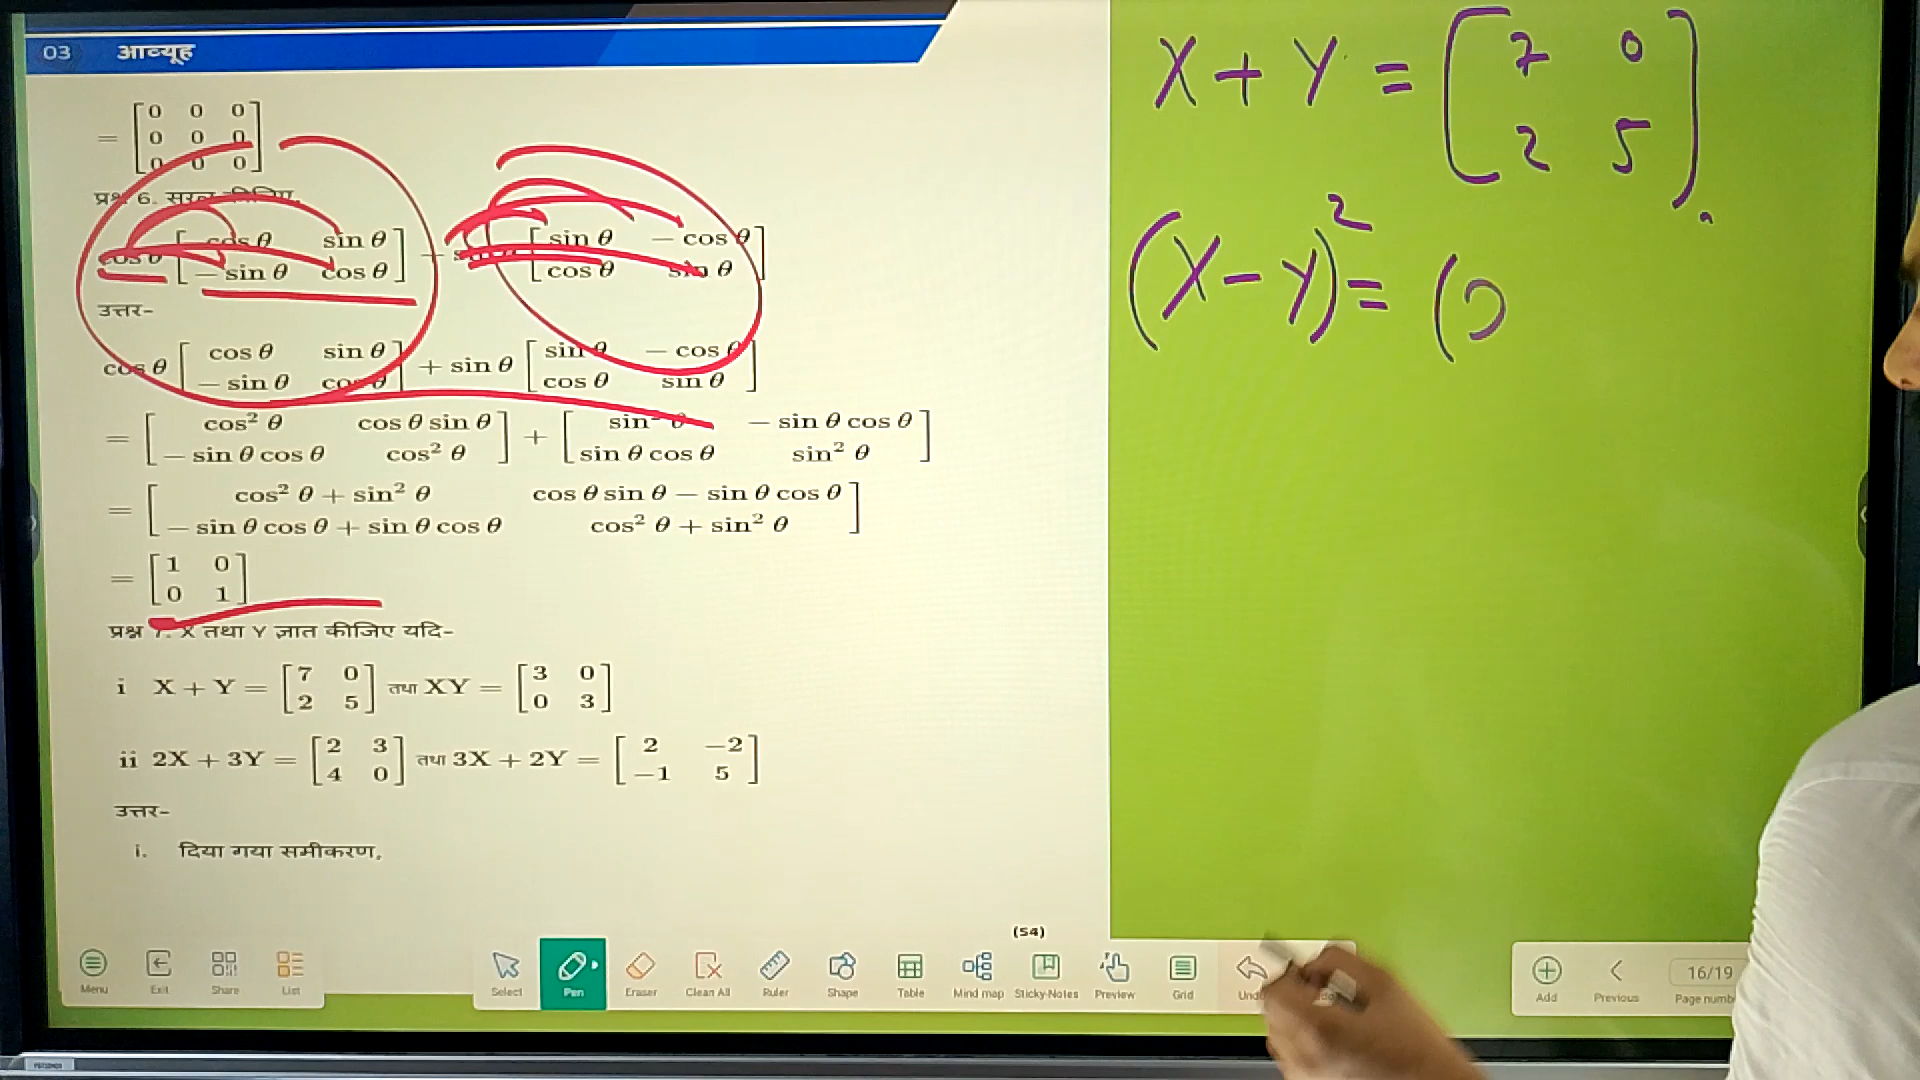 03 आव्यूह
= [0 0 0
0 0 0
0 0 0]
प्रश्न 6. सरल कीजिए,
cos θ [cos θ sin θ
− sin θ cos θ] + sin θ [sin θ − cos θ
cos θ sin θ]
उत्तर–
cos θ [cos θ sin θ
− sin θ cos θ] + sin θ [sin θ − cos θ
cos θ sin θ]
= [cos² θ cos θ sin θ
− sin θ cos θ cos² θ] + [sin² θ − sin θ cos θ
sin θ cos θ sin² θ]
= [cos² θ + sin² θ cos θ sin θ − sin θ cos θ
− sin θ cos θ + sin θ cos θ cos² θ + sin² θ]
= [1 0
0 1]
प्रश्न 7. X तथा Y ज्ञात कीजिए यदि–
i X + Y = [7 0
2 5] तथा XY = [3 0
0 3]
ii 2X + 3Y = [2 3
4 0] तथा 3X + 2Y = [2 −2
−1 5]
उत्तर–
i. दिया गया समीकरण,
(54)
X + Y = [7 0
2 5]
(X − Y)² = (
Menu Exit Share List
Select Pen Eraser Clean All Ruler Shape Table Mind map Sticky-Notes Preview Grid Undo
Add Previous 16/19
Page numb